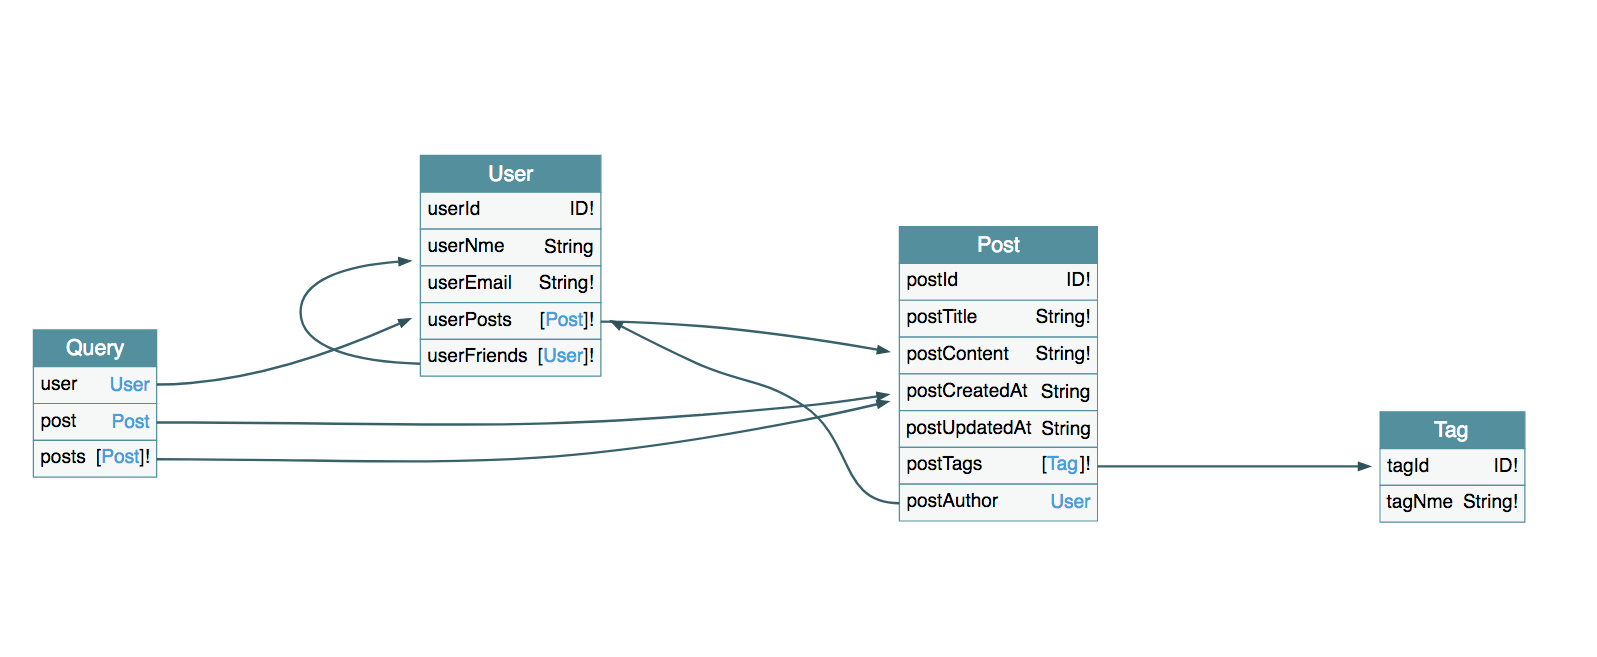 Query
user User
post Post
posts [Post]!
User
userId ID!
userNme String
userEmail String!
userPosts [Post]!
userFriends [User]!
Post
postId ID!
postTitle String!
postContent String!
postCreatedAt String
postUpdatedAt String
postTags [Tag]!
postAuthor User
Tag
tagId ID!
tagNme String!